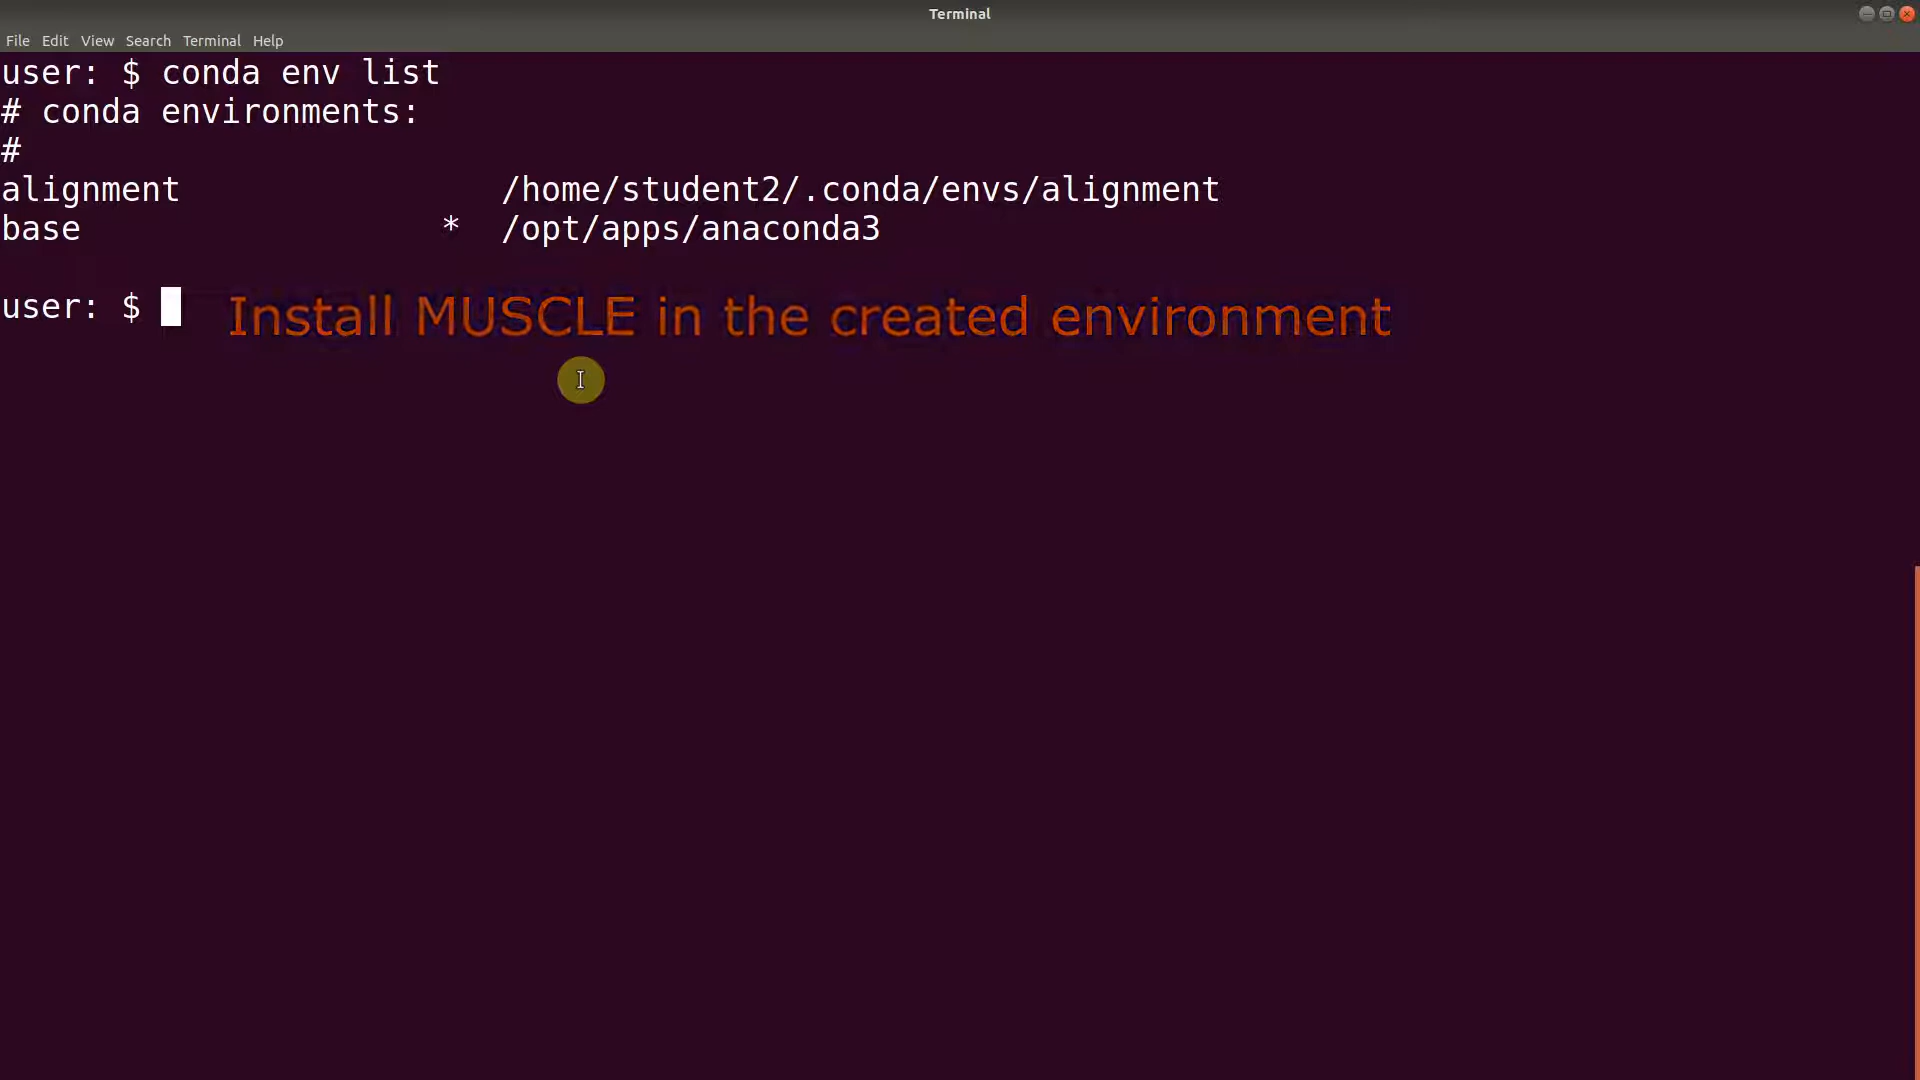 Terminal
File Edit View Search Terminal Help
user: $ conda env list
# conda environments:
#
alignment /home/student2/.conda/envs/alignment
base * /opt/apps/anaconda3
user: $ Install MUSCLE in the created environment